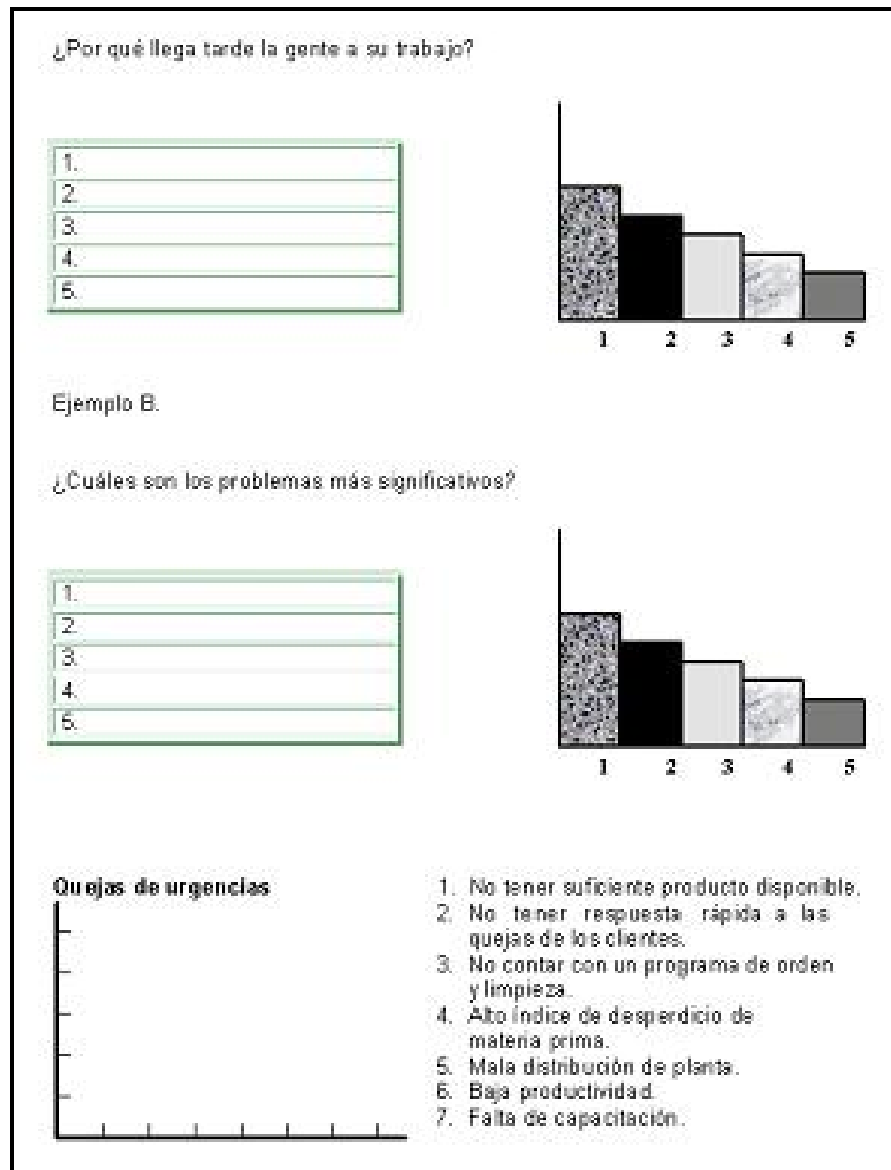 ¿Por qué llega tarde la gente a su trabajo?
1.
2.
3.
4.
5.
1 2 3 4 5
Ejemplo B.
¿Cuáles son los problemas más significativos?
1.
2.
3.
4.
5.
1 2 3 4 5
Quejas de urgencias
1. No tener suficiente producto disponible.
2. No tener respuesta rápida a las
quejas de los clientes.
3. No contar con un programa de orden
y limpieza.
4. Alto índice de desperdicio de
materia prima.
5. Mala distribución de planta.
6. Baja productividad.
7. Falta de capacitación.